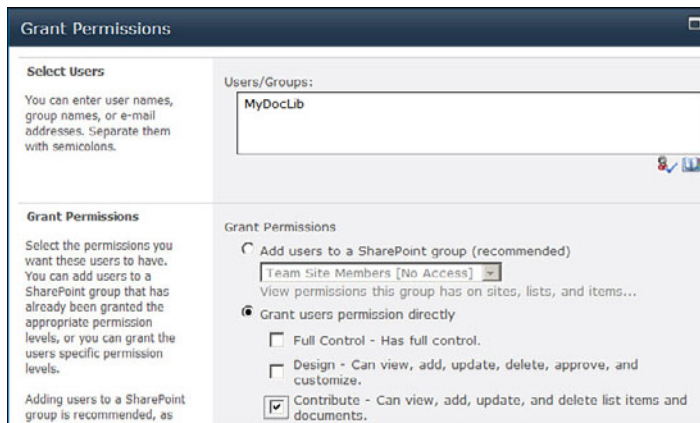 Grant Permissions
Select Users
You can enter user names,
group names, or e-mail
addresses. Separate them
with semicolons.
Users/Groups:
MyDocLib
Grant Permissions
Select the permissions you
want these users to have.
You can add users to a
SharePoint group that has
already been granted the
appropriate permission
levels, or you can grant the
users specific permission
levels.
Adding users to a SharePoint
group is recommended, as
Grant Permissions
Add users to a SharePoint group (recommended)
Team Site Members [No Access]
View permissions this group has on sites, lists, and items...
Grant users permission directly
Full Control - Has full control.
Design - Can view, add, update, delete, approve, and
customize.
Contribute - Can view, add, update, and delete list items and
documents.